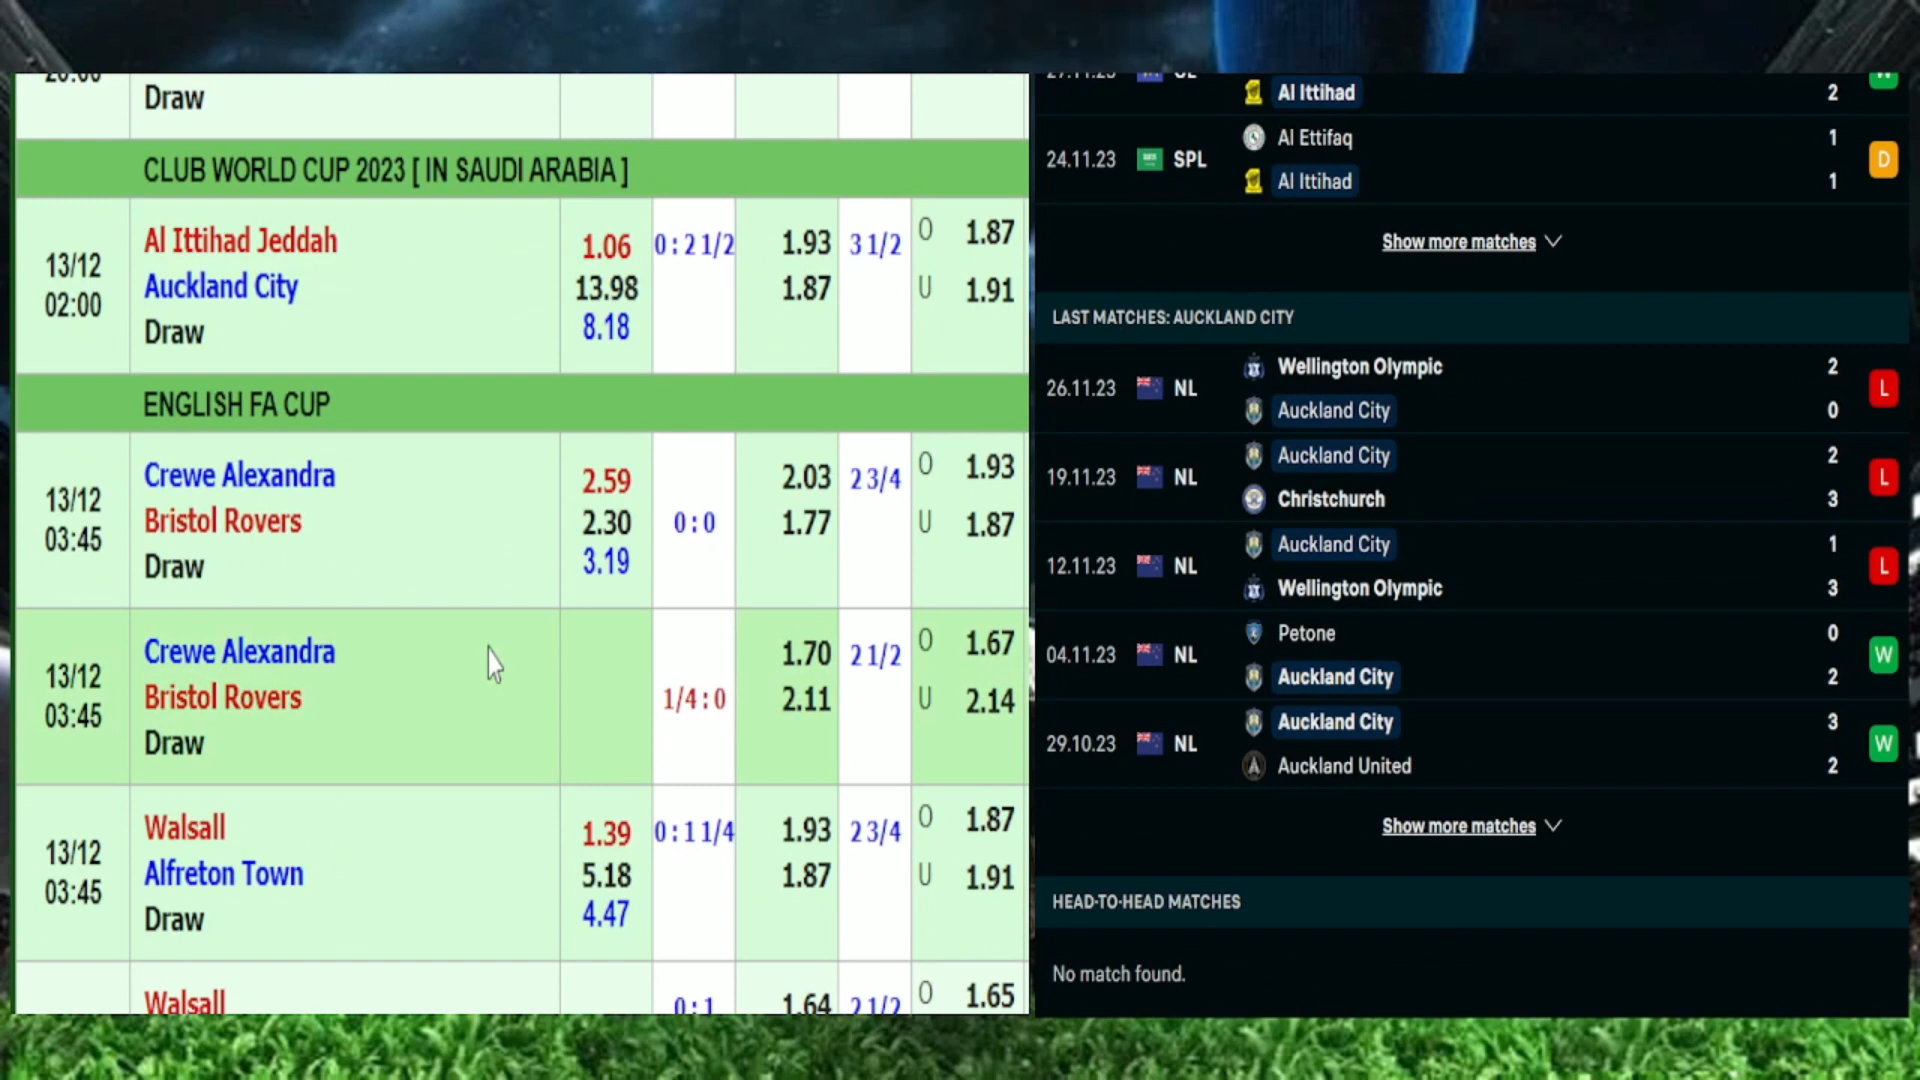 20:00
Draw
CLUB WORLD CUP 2023 [ IN SAUDI ARABIA ]
13/12
02:00
Al Ittihad Jeddah 1.06 0 : 2 1/2 1.93 3 1/2 O 1.87
Auckland City 13.98 1.87 U 1.91
Draw 8.18
ENGLISH FA CUP
13/12
03:45
Crewe Alexandra 2.59 2.03 2 3/4 O 1.93
Bristol Rovers 2.30 0 : 0 1.77 U 1.87
Draw 3.19
13/12
03:45
Crewe Alexandra 1.70 2 1/2 O 1.67
Bristol Rovers 1/4 : 0 2.11 U 2.14
Draw
13/12
03:45
Walsall 1.39 0 : 1 1/4 1.93 2 3/4 O 1.87
Alfreton Town 5.18 1.87 U 1.91
Draw 4.47
Walsall 0 : 1 1.64 2 1/2 O 1.65
27.11.23 CL W
Al Ittihad 2
24.11.23 SPL D
Al Ettifaq 1
Al Ittihad 1
Show more matches
LAST MATCHES: AUCKLAND CITY
26.11.23 NL L
Wellington Olympic 2
Auckland City 0
19.11.23 NL L
Auckland City 2
Christchurch 3
12.11.23 NL L
Auckland City 1
Wellington Olympic 3
04.11.23 NL W
Petone 0
Auckland City 2
29.10.23 NL W
Auckland City 3
Auckland United 2
Show more matches
HEAD-TO-HEAD MATCHES
No match found.